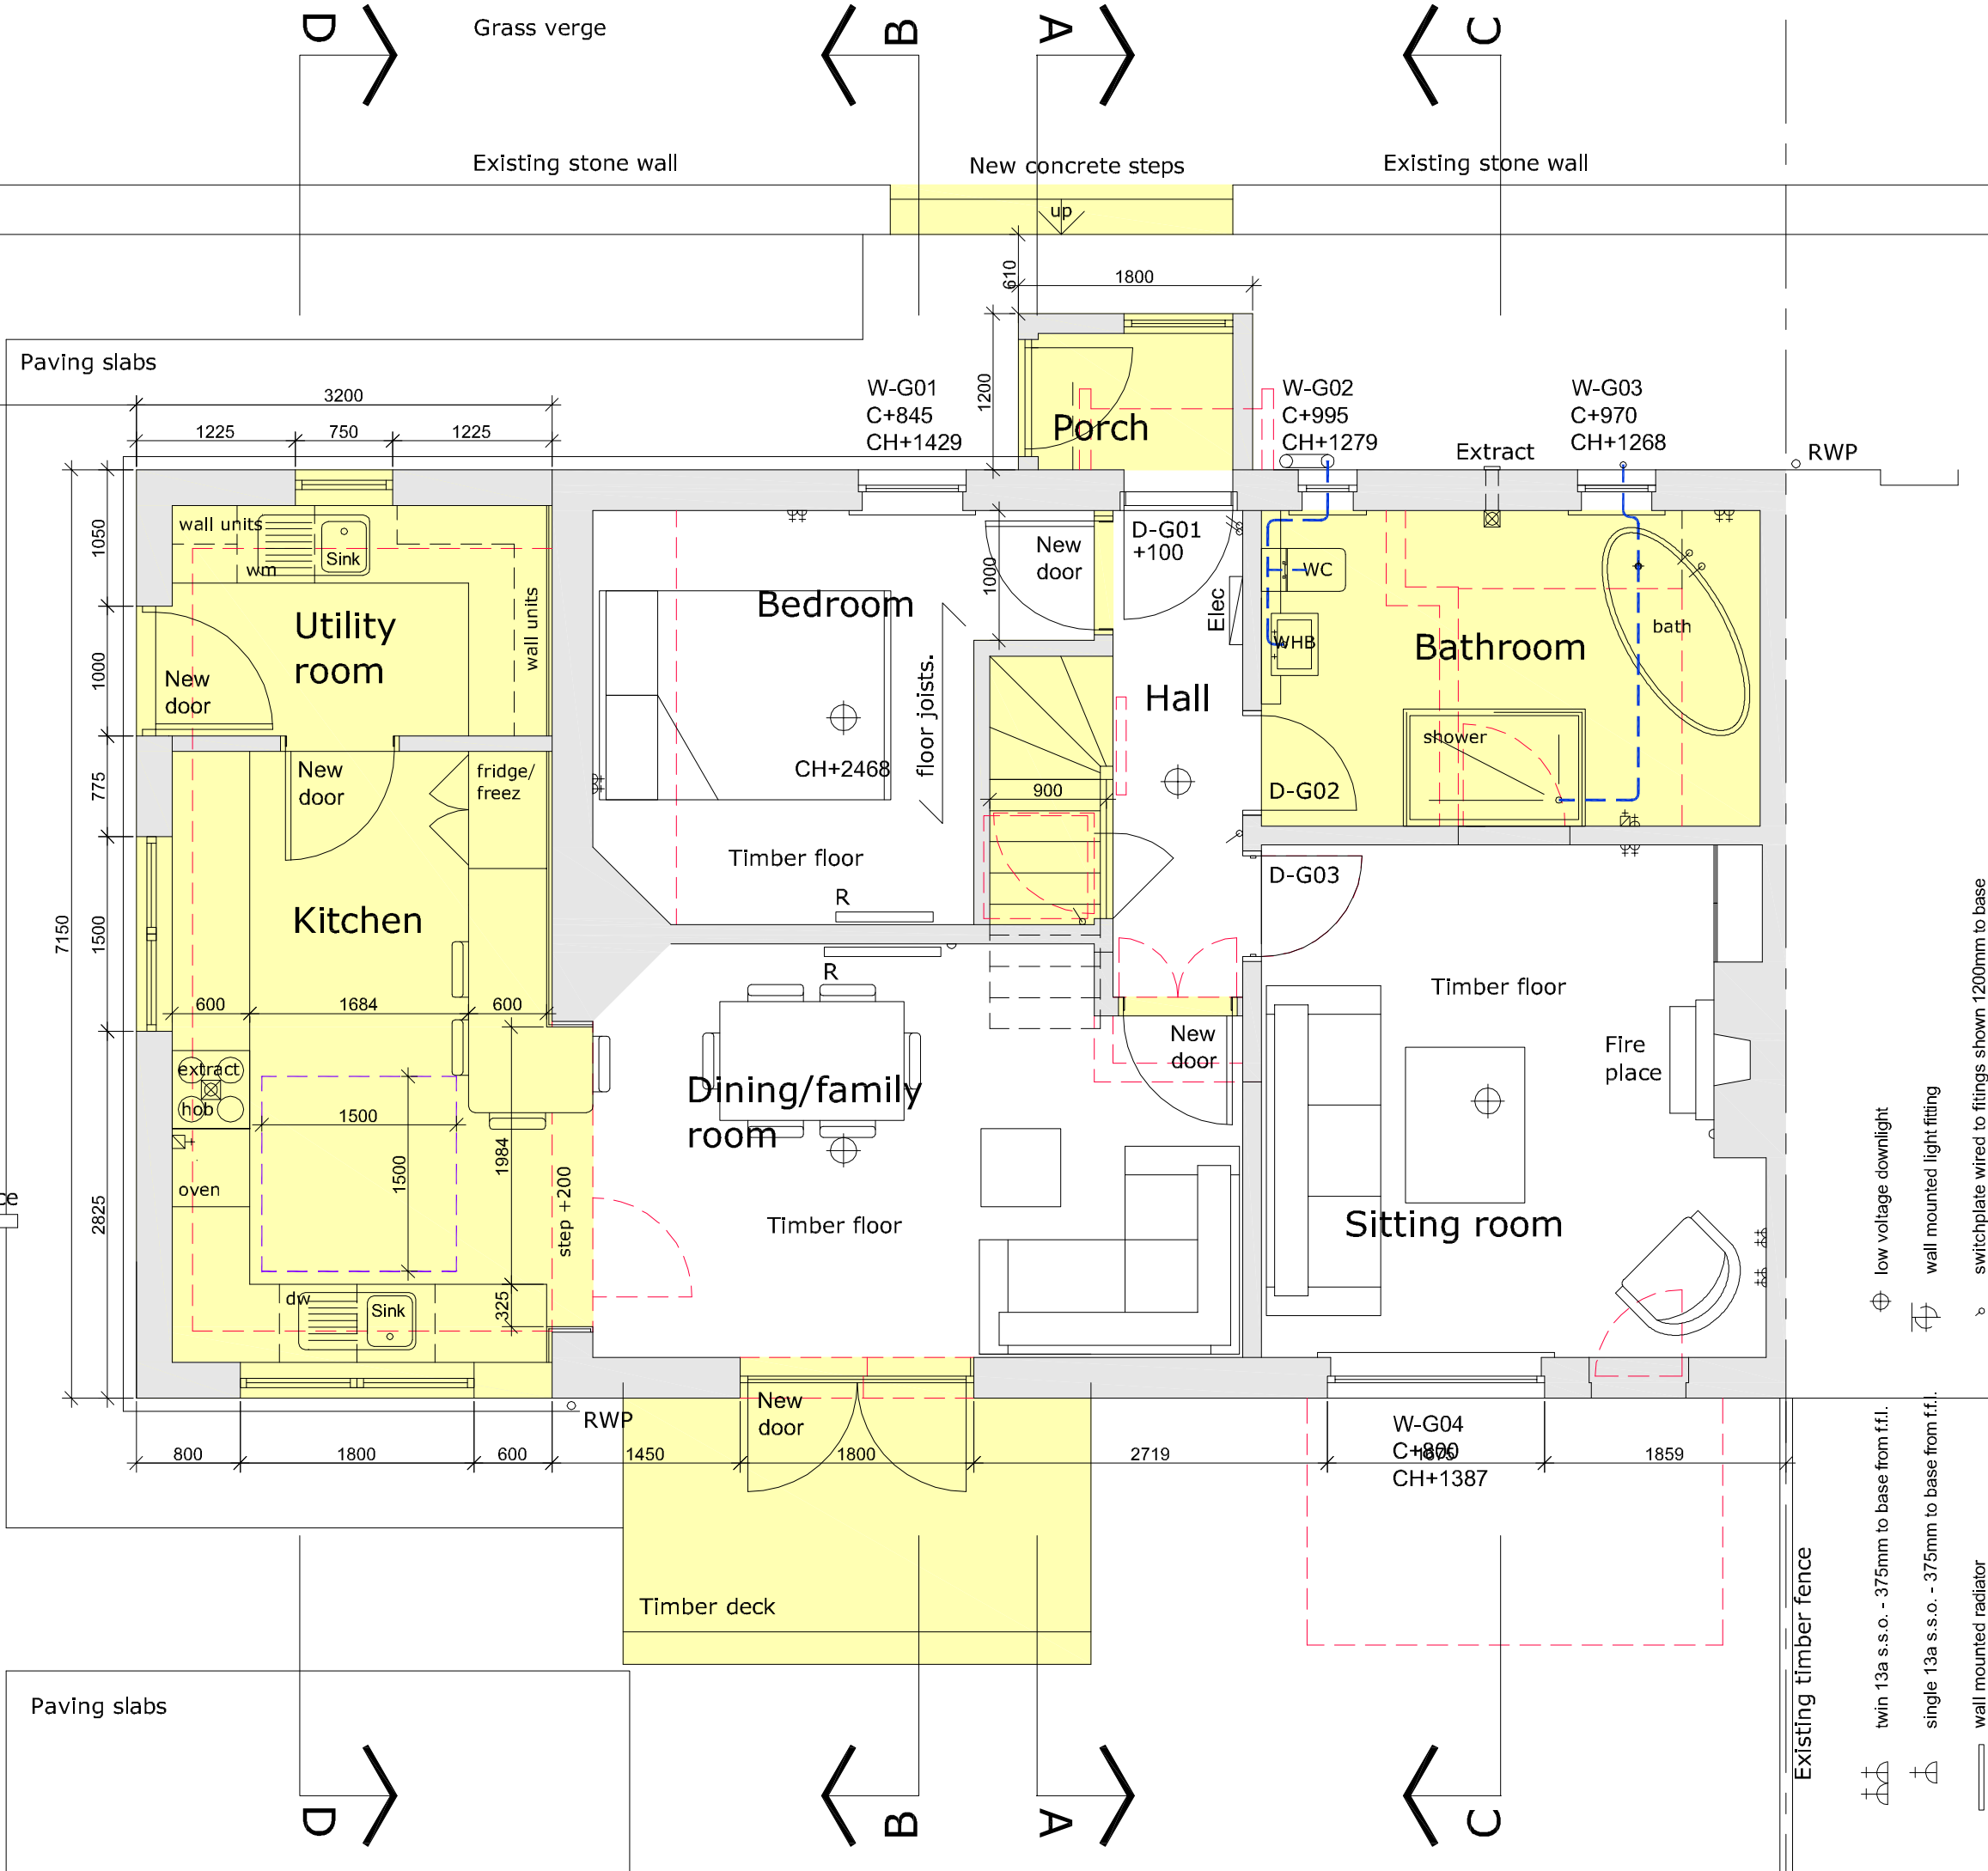 D
Grass verge
B
A
C
Existing stone wall
New concrete steps
Existing stone wall
up
610
1800
Paving slabs
3200
1225
750
1225
W-G01
C+845
CH+1429
1200
Porch
W-G02
C+995
CH+1279
W-G03
C+970
CH+1268
Extract
RWP
1050
wall units
Sink
wm
wall units
Utility
room
1000
New
door
Bedroom
1000
New
door
D-G01
+100
Elec
WC
WHB
Bathroom
bath
floor joists.
Hall
shower
775
New
door
fridge/
freez
CH+2468
900
D-G02
Timber floor
D-G03
7150
1500
Kitchen
R
R
600
1684
600
Timber floor
extract
hob
1500
1500
1984
Dining/family
room
New
door
Fire
place
oven
2825
step +200
Timber floor
Sitting room
dw
Sink
325
RWP
New
door
W-G04
C+800
CH+1387
800
1800
600
1450
1800
2719
1675
1859
Timber deck
Paving slabs
Existing timber fence
low voltage downlight
wall mounted light fitting
switchplate wired to fittings shown 1200mm to base
twin 13a s.s.o. - 375mm to base from f.f.l.
single 13a s.s.o. - 375mm to base from f.f.l.
wall mounted radiator
D
B
A
C